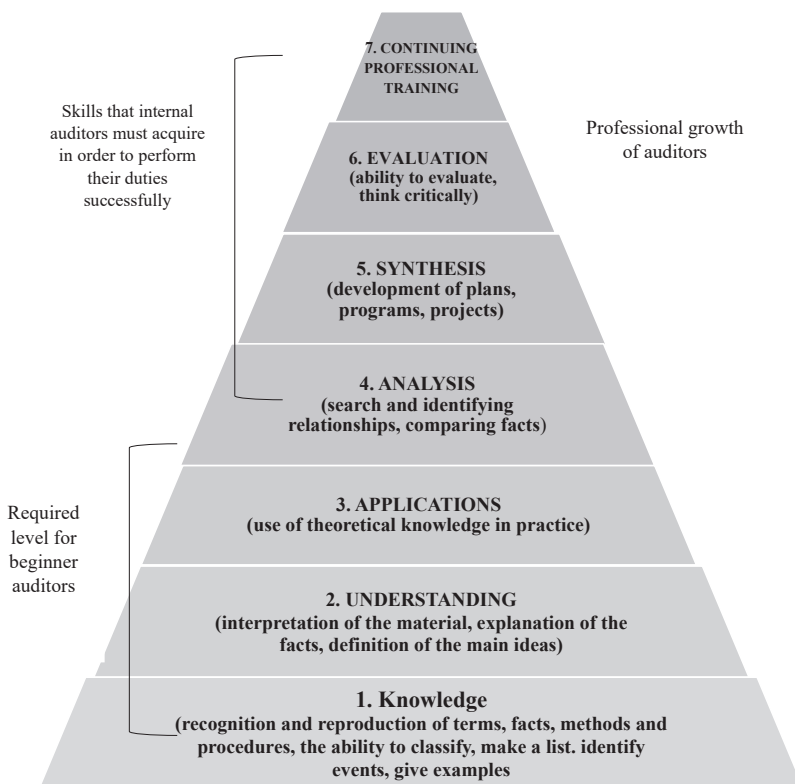 7. CONTINUING
PROFESSIONAL
TRAINING
Skills that internal
auditors must acquire
in order to perform
their duties
successfully
Professional growth
of auditors
6. EVALUATION
(ability to evaluate,
think critically)
5. SYNTHESIS
(development of plans,
programs, projects)
4. ANALYSIS
(search and identifying
relationships, comparing facts)
Required
level for
beginner
auditors
3. APPLICATIONS
(use of theoretical knowledge in practice)
2. UNDERSTANDING
(interpretation of the material, explanation of the
facts, definition of the main ideas)
1. Knowledge
(recognition and reproduction of terms, facts, methods and
procedures, the ability to classify, make a list. identify
events, give examples